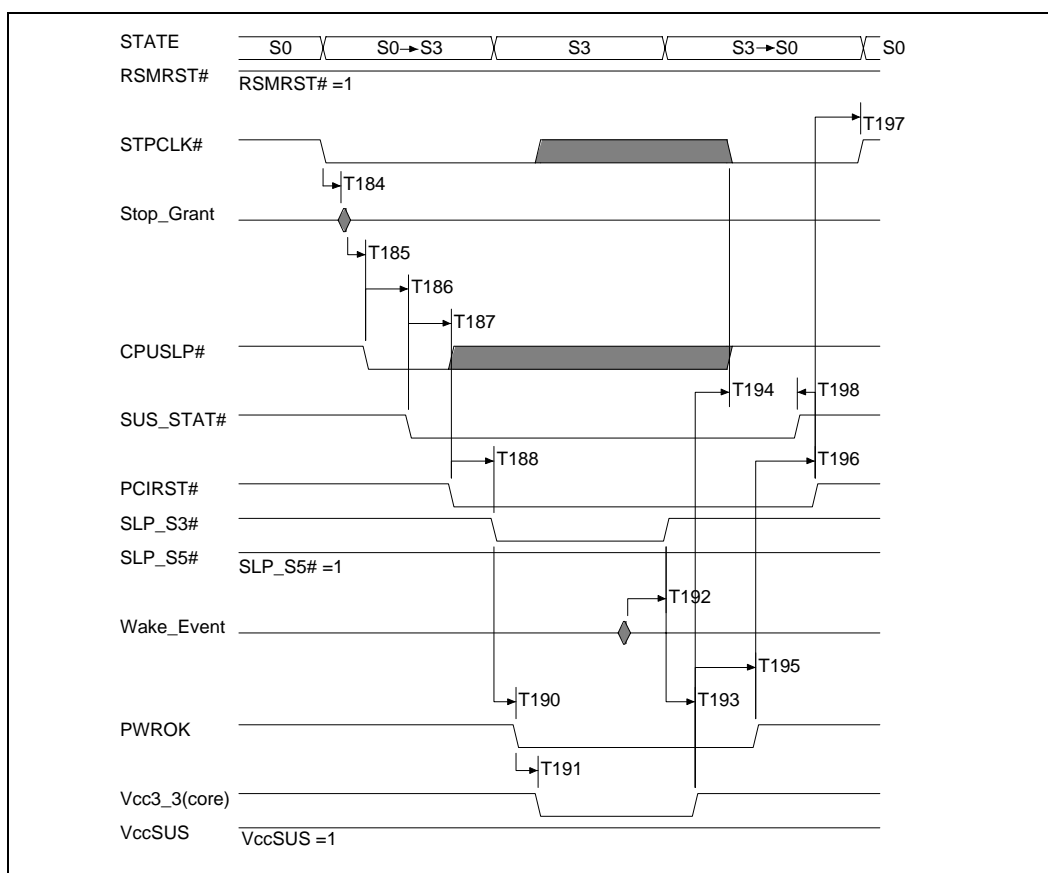 STATE
S0 S0→S3 S3 S3→S0 S0
RSMRST#
RSMRST# =1
T197
STPCLK#
T184
Stop_Grant
T185
T186
T187
CPUSLP#
T194 T198
SUS_STAT#
T188 T196
PCIRST#
SLP_S3#
SLP_S5#
SLP_S5# =1
T192
Wake_Event
T195
T190 T193
PWROK
T191
Vcc3_3(core)
VccSUS
VccSUS =1